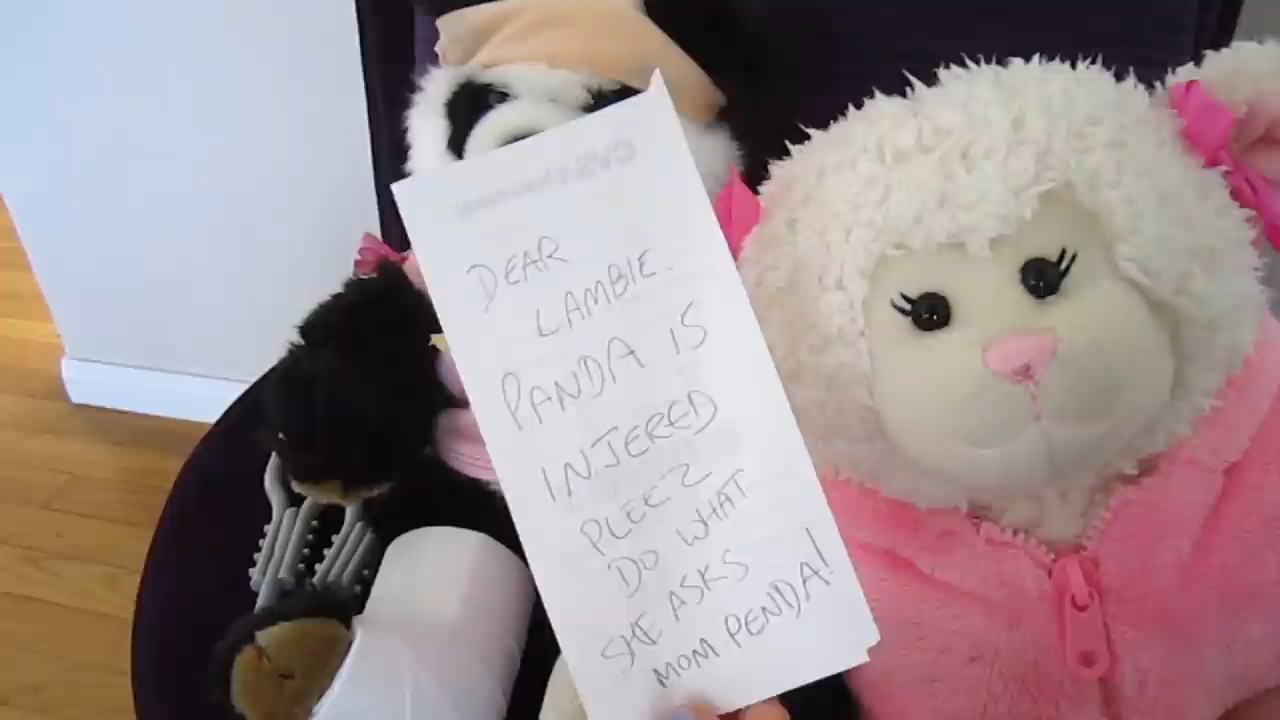 DEAR
LAMBIE.
PANDA IS
INJERED
PLEEZ
DO WHAT
SHE ASKS
MOM PENDA!